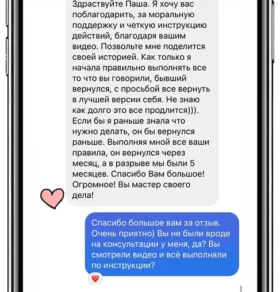 Здраствуйте Паша. Я хочу вас
поблагодарить, за моральную
поддержку и четкую инструкцию
действий, благодаря вашим
видео. Позвольте мне поделится
своей историей. Как только я
начала правильно выполнять все
то что вы говорили, бывший
вернулся, с просьбой все вернуть
в лучшей версии себя. Не знаю
как долго это все продлится))).
Если бы я раньше знала что
нужно делать, он бы вернулся
раньше. Выполняя мной все ваши
правила, он вернулся через
месяц, а в разрыве мы были 5
месяцев. Спасибо Вам большое!
Огромное! Вы мастер своего
дела!
Спасибо большое вам за отзыв.
Очень приятно) Вы не были вроде
на консультации у меня, да? Вы
смотрели видео и всё выполняли
по инструкции?